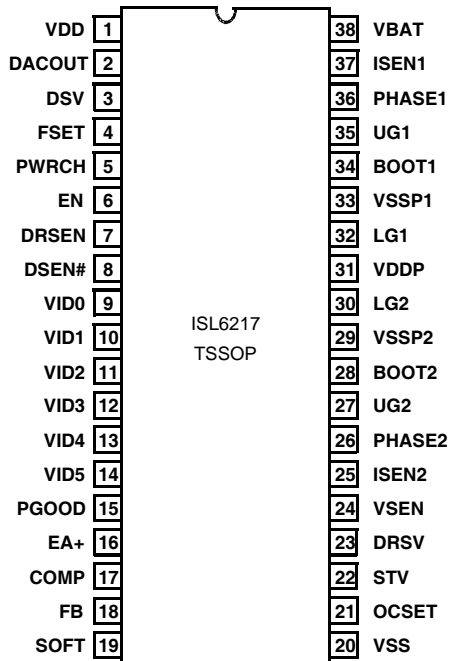 VDD 1 38 VBAT
DACOUT 2 37 ISEN1
DSV 3 36 PHASE1
FSET 4 35 UG1
PWRCH 5 34 BOOT1
EN 6 33 VSSP1
DRSEN 7 32 LG1
DSEN# 8 31 VDDP
VID0 9 30 LG2
VID1 10 29 VSSP2
VID2 11 28 BOOT2
VID3 12 27 UG2
VID4 13 26 PHASE2
VID5 14 25 ISEN2
PGOOD 15 24 VSEN
EA+ 16 23 DRSV
COMP 17 22 STV
FB 18 21 OCSET
SOFT 19 20 VSS
ISL6217
TSSOP